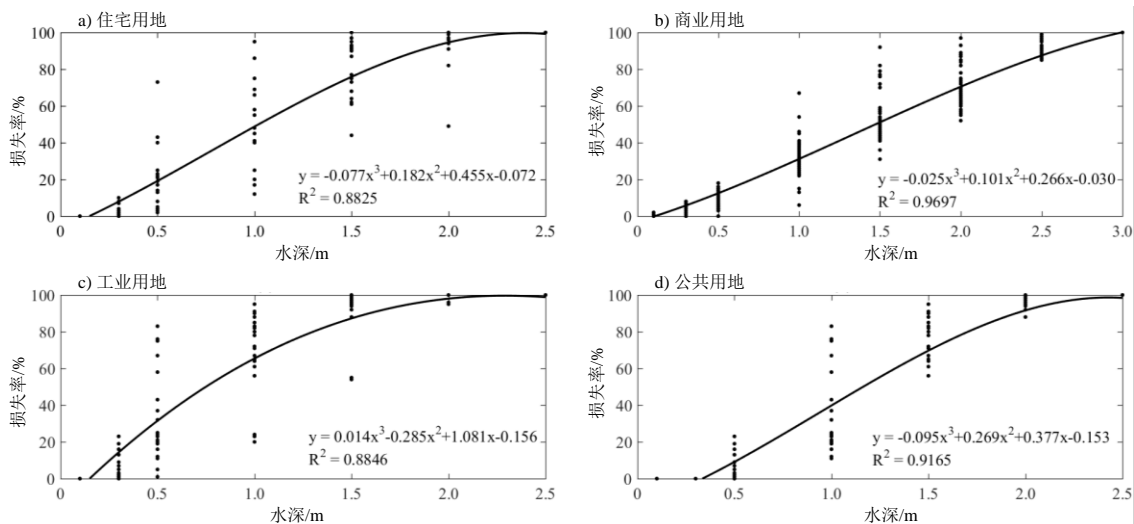 a) 住宅用地
100
80
60
40
20
0
损失率/%
y = -0.077x³+0.182x²+0.455x-0.072
R² = 0.8825
0 0.5 1.0 1.5 2.0 2.5
水深/m
b) 商业用地
100
80
60
40
20
0
损失率/%
y = -0.025x³+0.101x²+0.266x-0.030
R² = 0.9697
0 0.5 1.0 1.5 2.0 2.5 3.0
水深/m
c) 工业用地
100
80
60
40
20
0
损失率/%
y = 0.014x³-0.285x²+1.081x-0.156
R² = 0.8846
0 0.5 1.0 1.5 2.0 2.5
水深/m
d) 公共用地
100
80
60
40
20
0
损失率/%
y = -0.095x³+0.269x²+0.377x-0.153
R² = 0.9165
0 0.5 1.0 1.5 2.0 2.5
水深/m